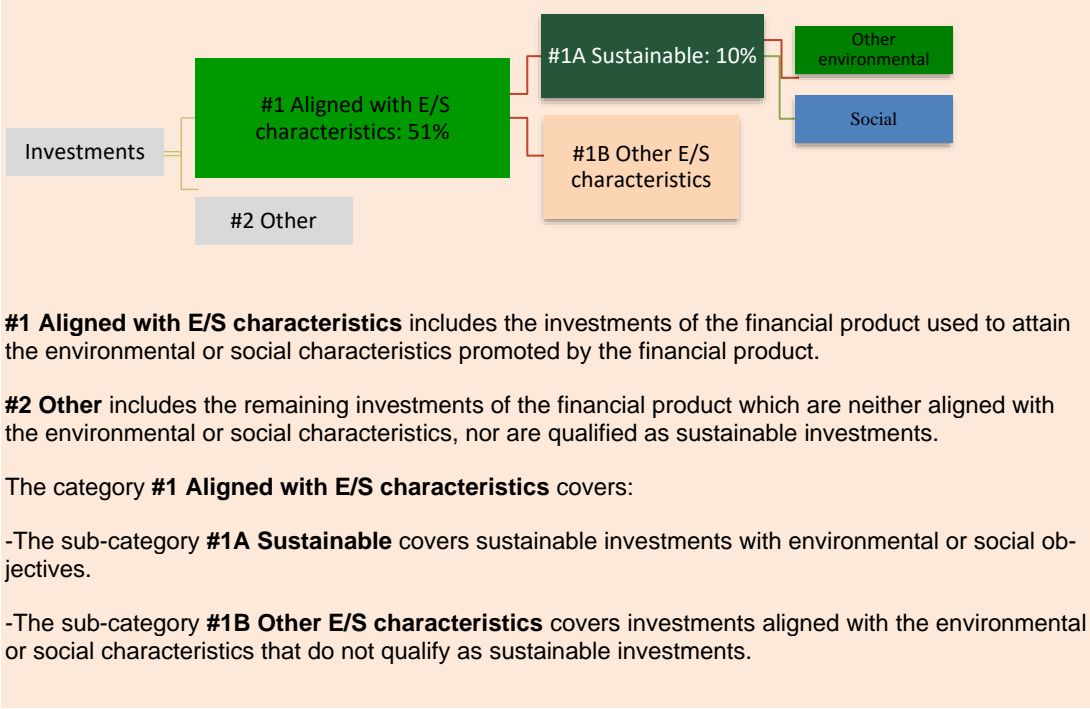 Other
environmental
#1A Sustainable: 10%
#1 Aligned with E/S
characteristics: 51%
Social
Investments
#1B Other E/S
characteristics
#2 Other
#1 Aligned with E/S characteristics includes the investments of the financial product used to attain
the environmental or social characteristics promoted by the financial product.
#2 Other includes the remaining investments of the financial product which are neither aligned with
the environmental or social characteristics, nor are qualified as sustainable investments.
The category #1 Aligned with E/S characteristics covers:
-The sub-category #1A Sustainable covers sustainable investments with environmental or social ob-
jectives.
-The sub-category #1B Other E/S characteristics covers investments aligned with the environmental
or social characteristics that do not qualify as sustainable investments.